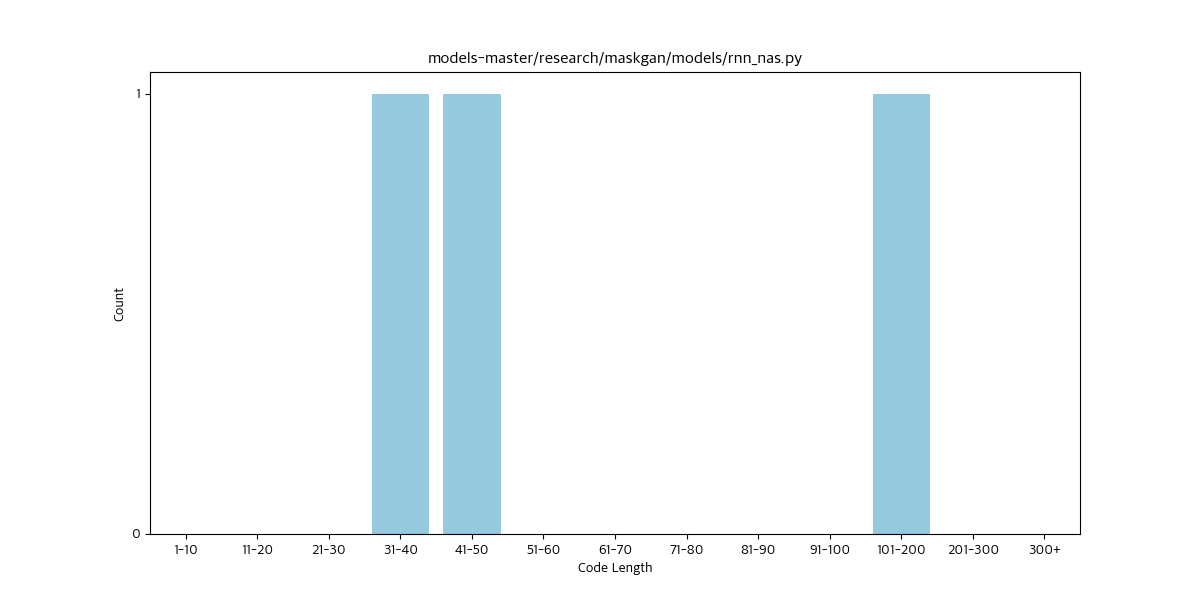 models-master/research/maskgan/models/rnn_nas.py
1
0
Count
1-10 11-20 21-30 31-40 41-50 51-60 61-70 71-80 81-90 91-100 101-200 201-300 300+
Code Length